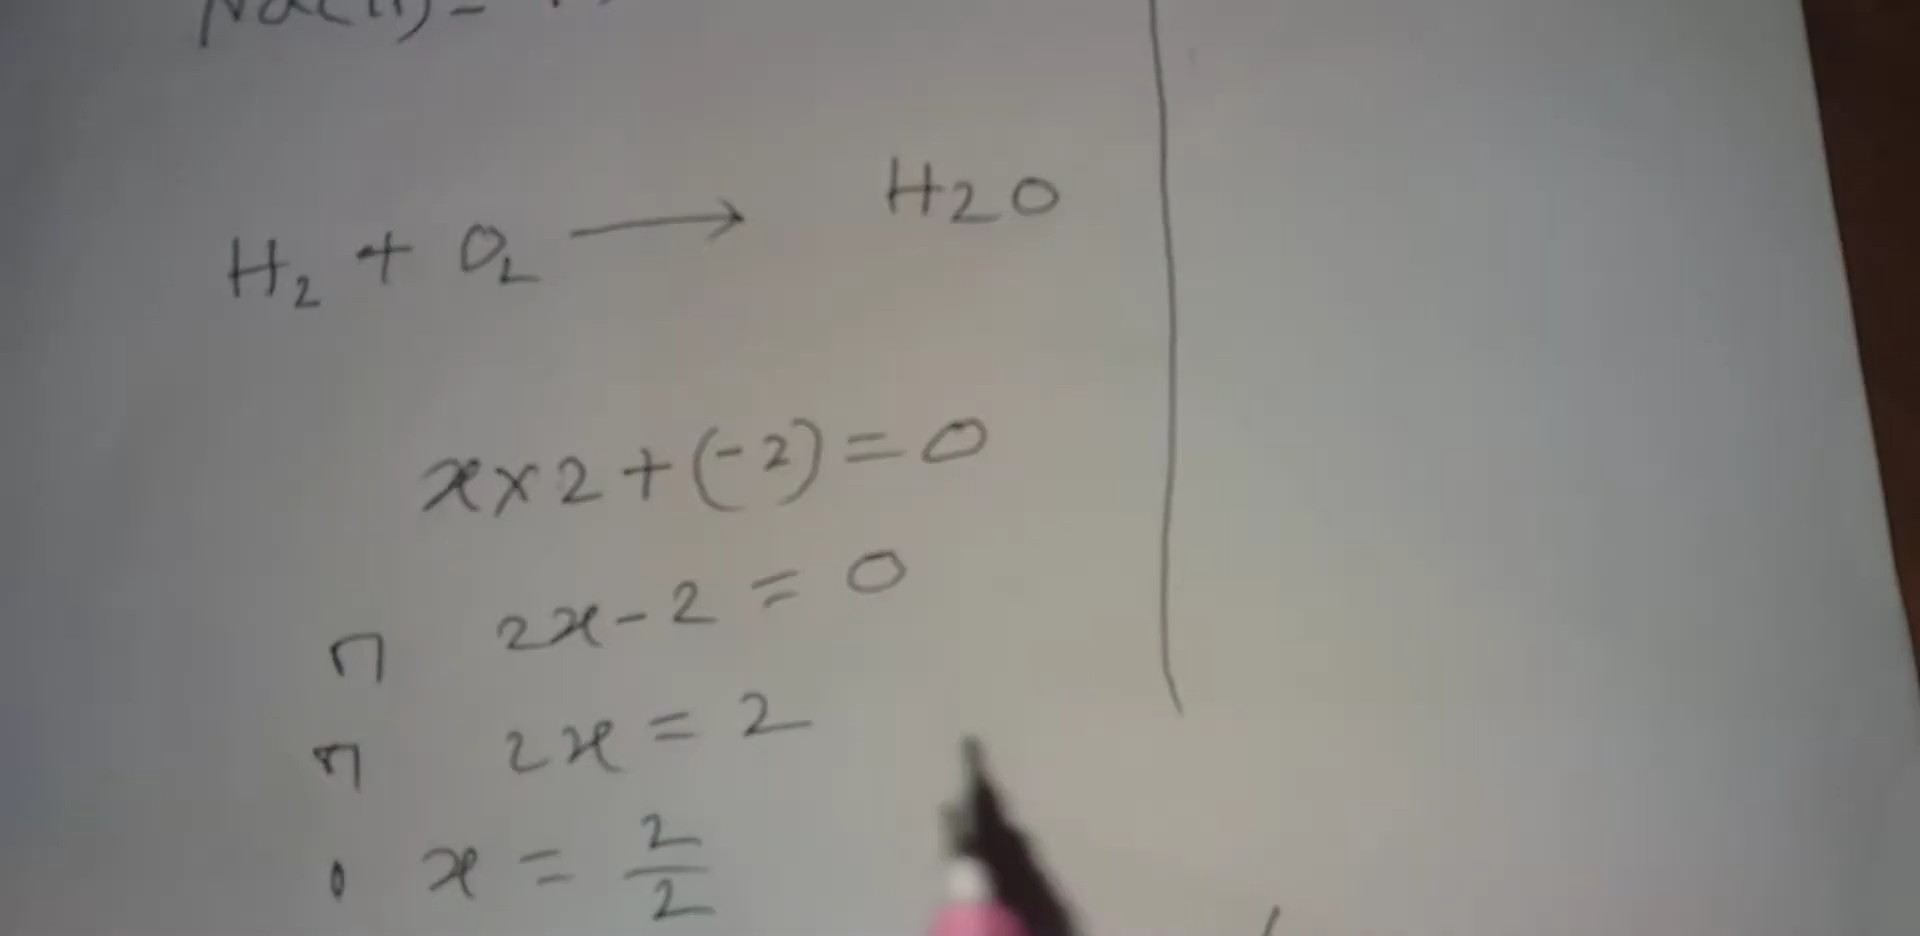 H₂ + O₂ ⟶ H2O
x×2+(-2)=0
2x-2=0
2x=2
x=2/2